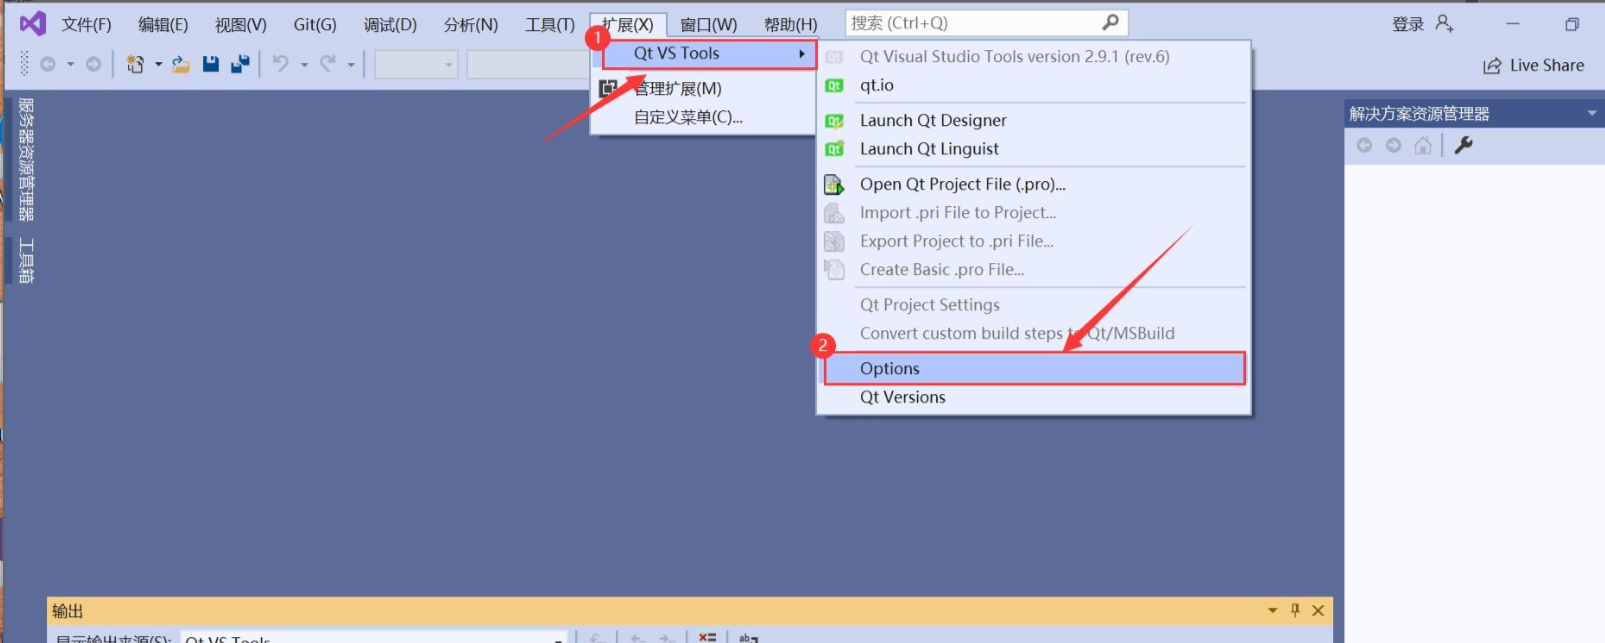 文件(F) 编辑(E) 视图(V) Git(G) 调试(D) 分析(N) 工具(T) 扩展(X) 窗口(W) 帮助(H) 搜索 (Ctrl+Q) 登录
1
Qt VS Tools
管理扩展(M)
自定义菜单(C)...
Live Share
Qt Visual Studio Tools version 2.9.1 (rev.6)
qt.io
Launch Qt Designer
Launch Qt Linguist
Open Qt Project File (.pro)...
Import .pri File to Project...
Export Project to .pri File...
Create Basic .pro File...
Qt Project Settings
Convert custom build steps to Qt/MSBuild
2
Options
Qt Versions
服务器资源管理器
工具箱
解决方案资源管理器
输出
显示输出来源(S): Qt VS Tools